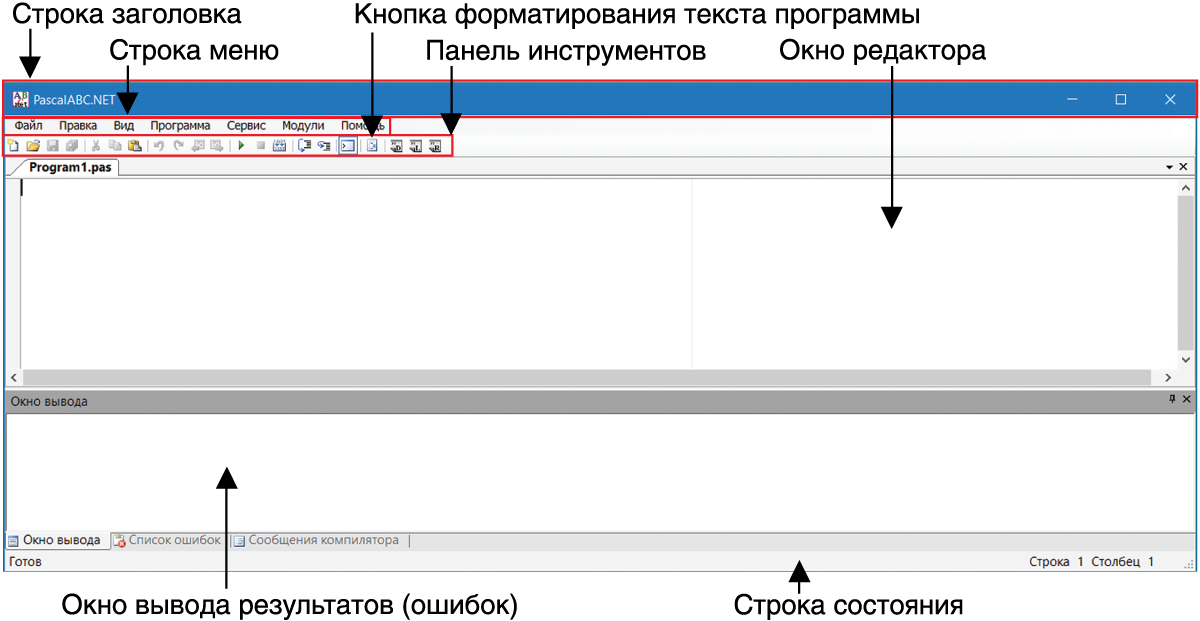 Строка заголовка
Кнопка форматирования текста программы
Строка меню
Панель инструментов
Окно редактора
PascalABC.NET
Файл Правка Вид Программа Сервис Модули Помощь
Program1.pas
Окно вывода
Окно вывода Список ошибок Сообщения компилятора
Готов
Строка 1 Столбец 1
Окно вывода результатов (ошибок)
Строка состояния